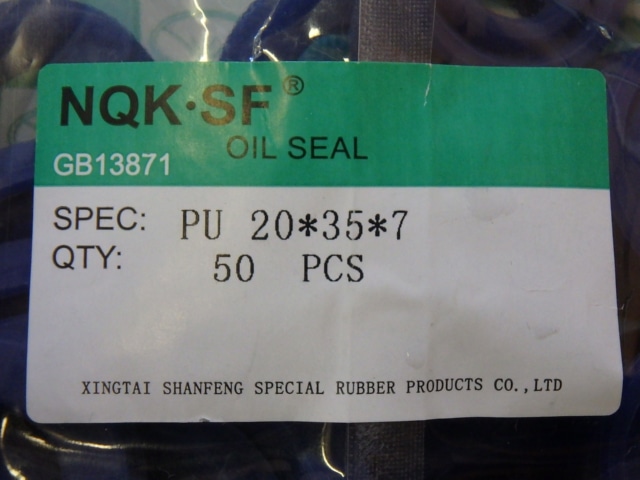 NQK·SF®
OIL SEAL
GB13871
SPEC: PU 20*35*7
QTY: 50 PCS
XINGTAI SHANFENG SPECIAL RUBBER PRODUCTS CO.,LTD